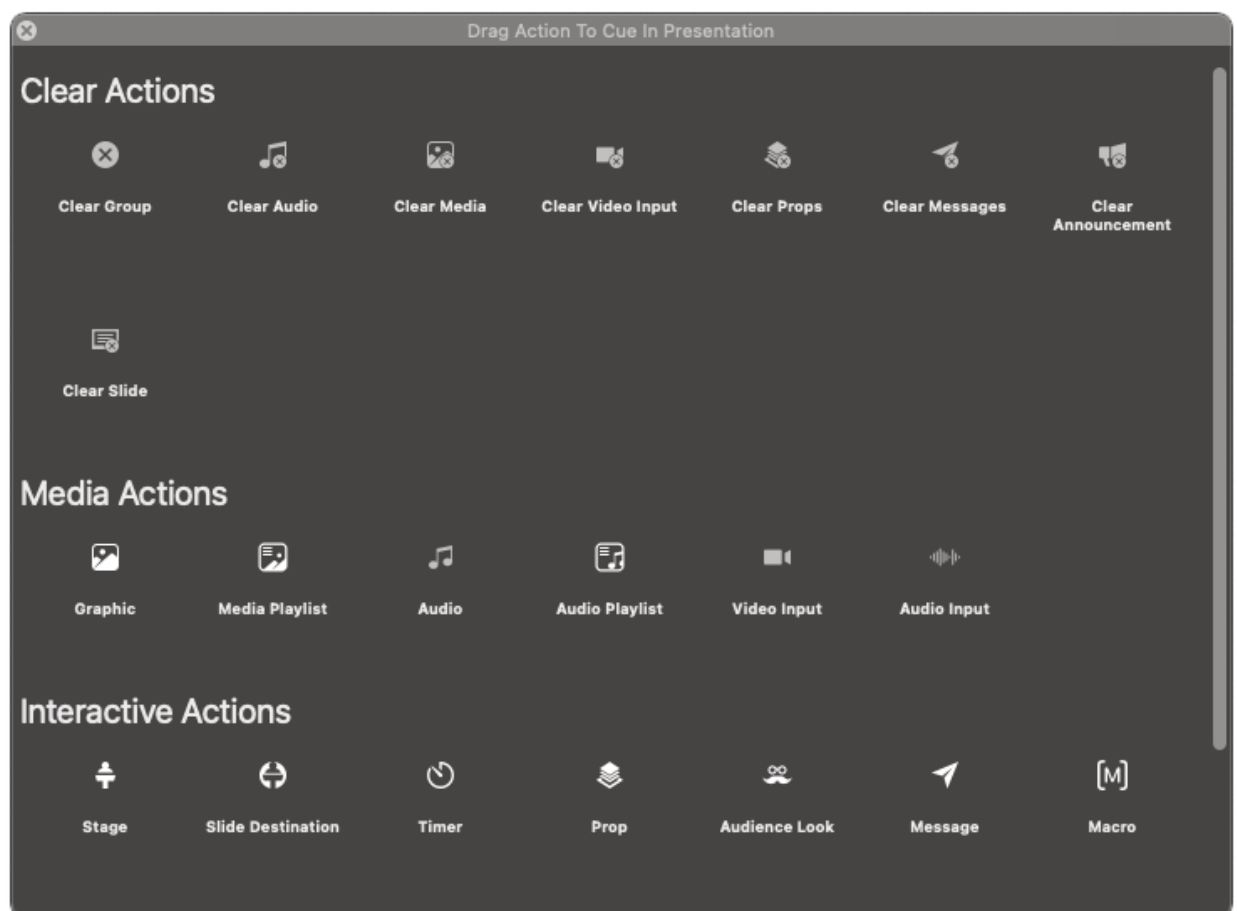 Drag Action To Cue In Presentation
Clear Actions
Clear Group Clear Audio Clear Media Clear Video Input Clear Props Clear Messages Clear
Announcement
Clear Slide
Media Actions
Graphic Media Playlist Audio Audio Playlist Video Input Audio Input
Interactive Actions
Stage Slide Destination Timer Prop Audience Look Message [M] Macro